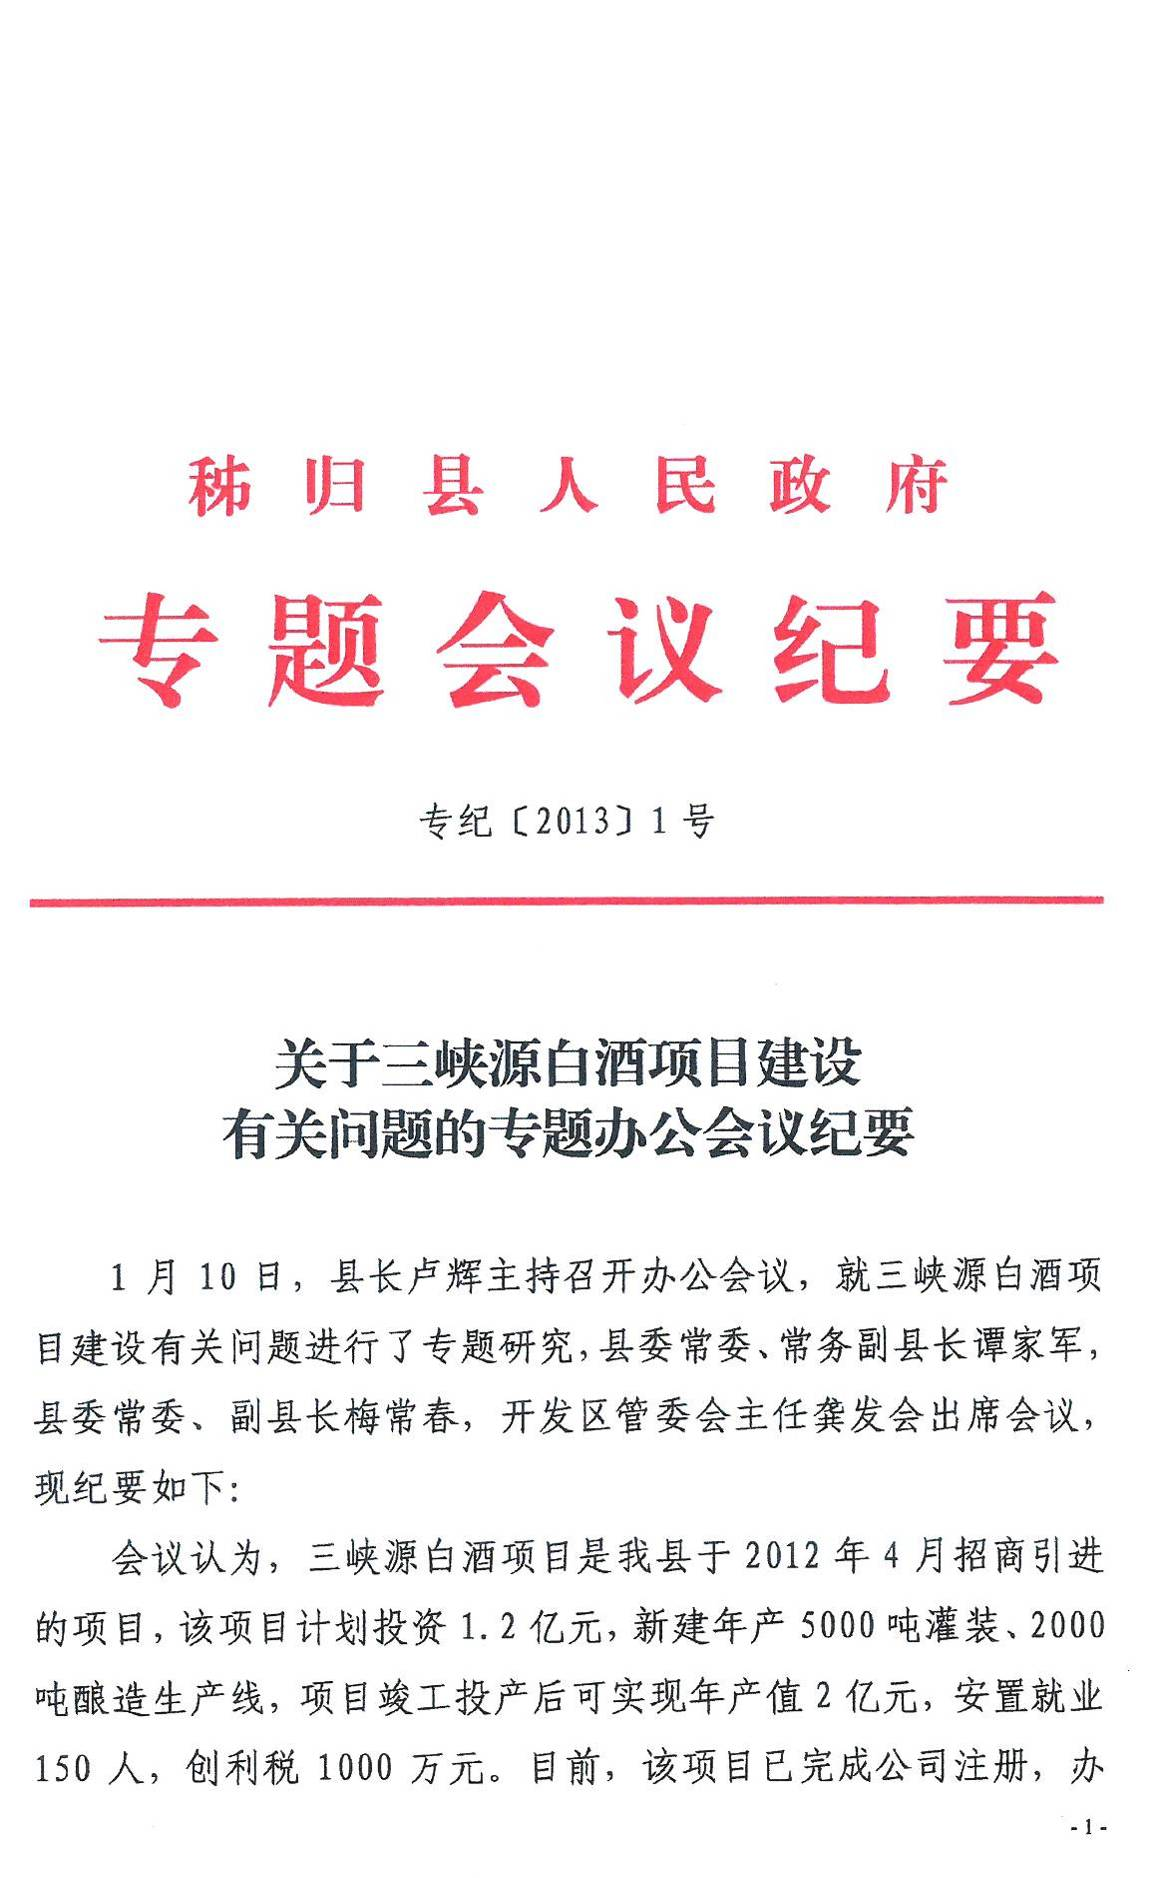 秭归县人民政府
专题会议纪要
专纪〔2013〕1号
关于三峡源白酒项目建设
有关问题的专题办公会议纪要
1月10日，县长卢辉主持召开办公会议，就三峡源白酒项
目建设有关问题进行了专题研究，县委常委、常务副县长谭家军，
县委常委、副县长梅常春，开发区管委会主任龚发会出席会议，
现纪要如下：
会议认为，三峡源白酒项目是我县于2012年4月招商引进
的项目，该项目计划投资1.2亿元，新建年产5000吨灌装、2000
吨酿造生产线，项目竣工投产后可实现年产值2亿元，安置就业
150人，创利税1000万元。目前，该项目已完成公司注册，办
-1-